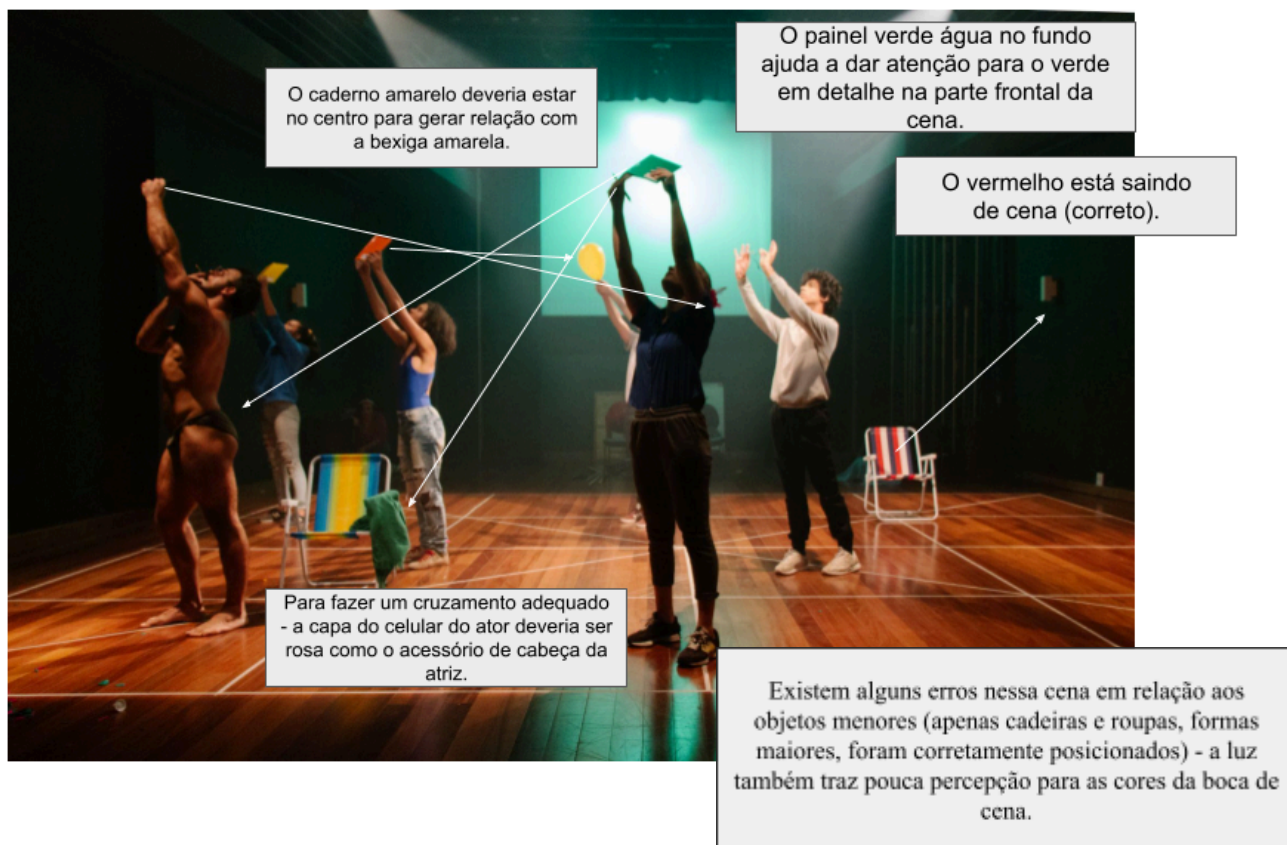 O painel verde água no fundo
ajuda a dar atenção para o verde
em detalhe na parte frontal da
cena.
O caderno amarelo deveria estar
no centro para gerar relação com
a bexiga amarela.
O vermelho está saindo
de cena (correto).
Para fazer um cruzamento adequado
- a capa do celular do ator deveria ser
rosa como o acessório de cabeça da
atriz.
Existem alguns erros nessa cena em relação aos
objetos menores (apenas cadeiras e roupas, formas
maiores, foram corretamente posicionados) - a luz
também traz pouca percepção para as cores da boca de
cena.